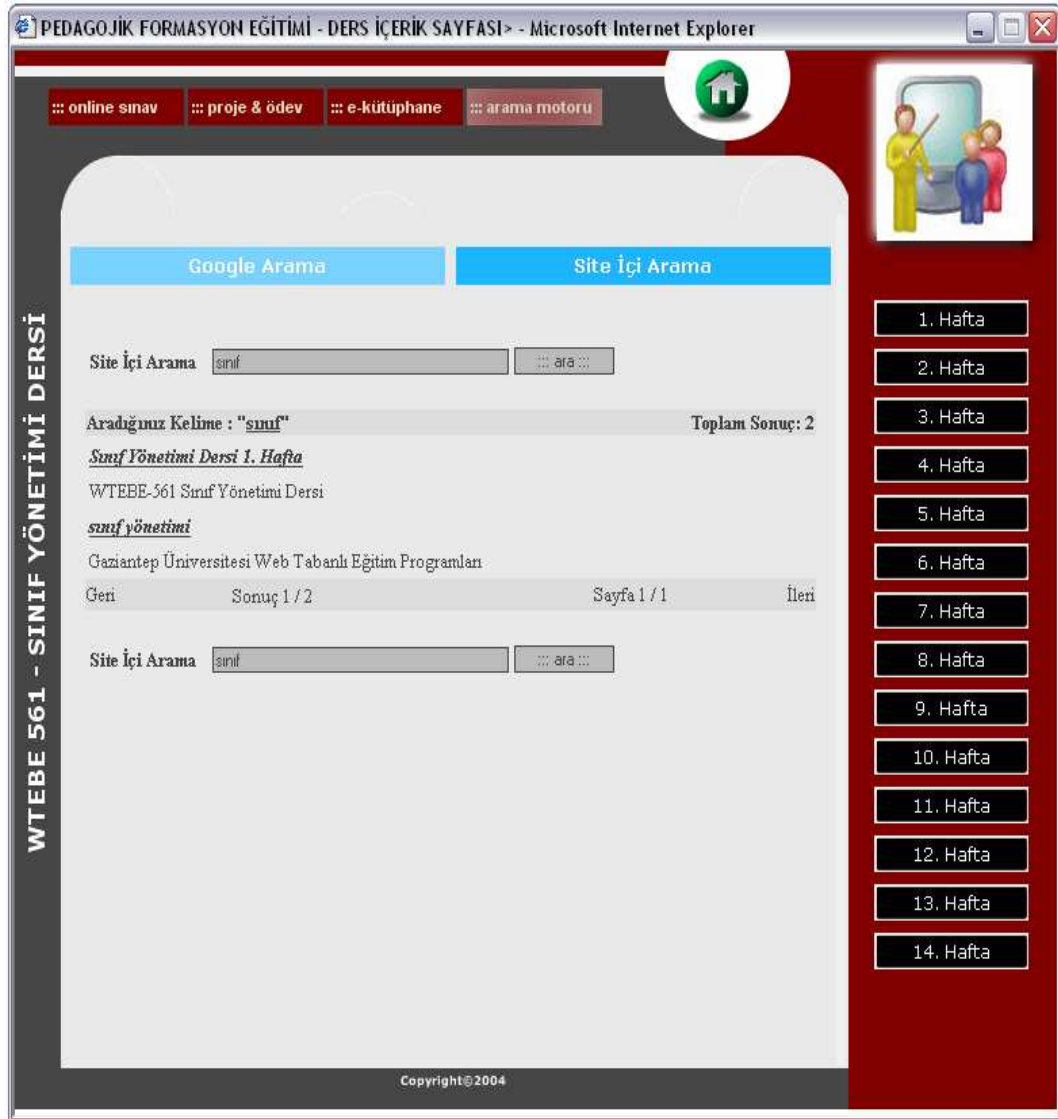 PEDAGOJİK FORMASYON EĞİTİMİ - DERS İÇERİK SAYFASI> - Microsoft Internet Explorer
::: online sınav ::: proje & ödev ::: e-kütüphane ::: arama motoru
Google Arama Site İçi Arama
Site İçi Arama sınıf ::: ara :::
Aradığınız Kelime : "sınıf" Toplam Sonuç: 2
Sınıf Yönetimi Dersi 1. Hafta
WTEBE-561 Sınıf Yönetimi Dersi
sınıf yönetimi
Gaziantep Üniversitesi Web Tabanlı Eğitim Programları
Geri Sonuç 1 / 2 Sayfa 1 / 1 İleri
Site İçi Arama sınıf ::: ara :::
WTEBE 561 - SINIF YÖNETİMİ DERSİ
1. Hafta
2. Hafta
3. Hafta
4. Hafta
5. Hafta
6. Hafta
7. Hafta
8. Hafta
9. Hafta
10. Hafta
11. Hafta
12. Hafta
13. Hafta
14. Hafta
Copyright©2004